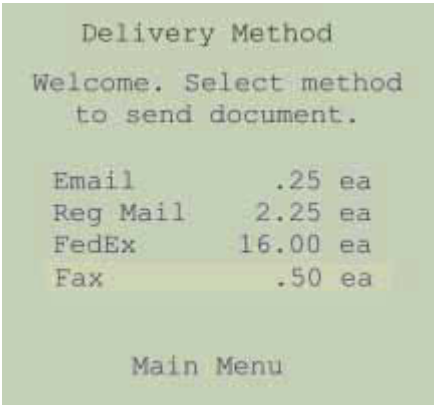 Delivery Method
Welcome. Select method
to send document.
Email .25 ea
Reg Mail 2.25 ea
FedEx 16.00 ea
Fax .50 ea
Main Menu